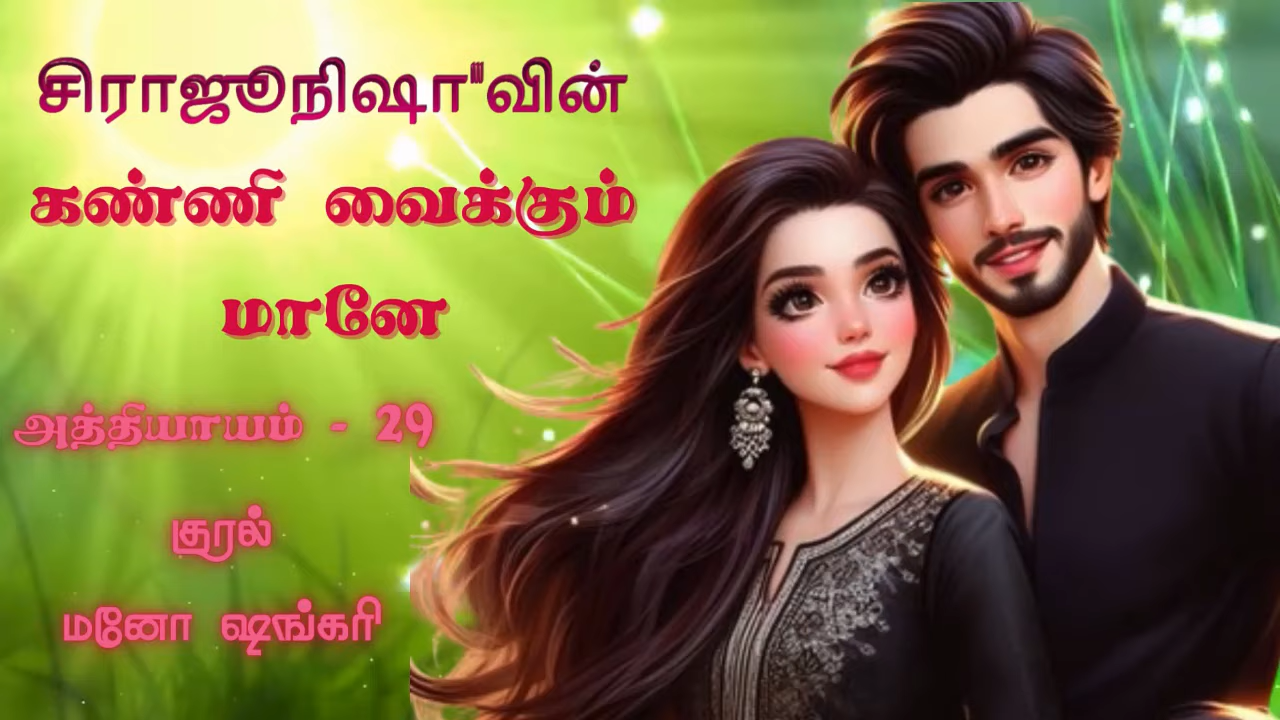 சிராஜூநிஷா"வின்
கண்ணி வைக்கும்
மானே
அத்தியாயம் - 29
குரல்
மனோ ஷங்கரி